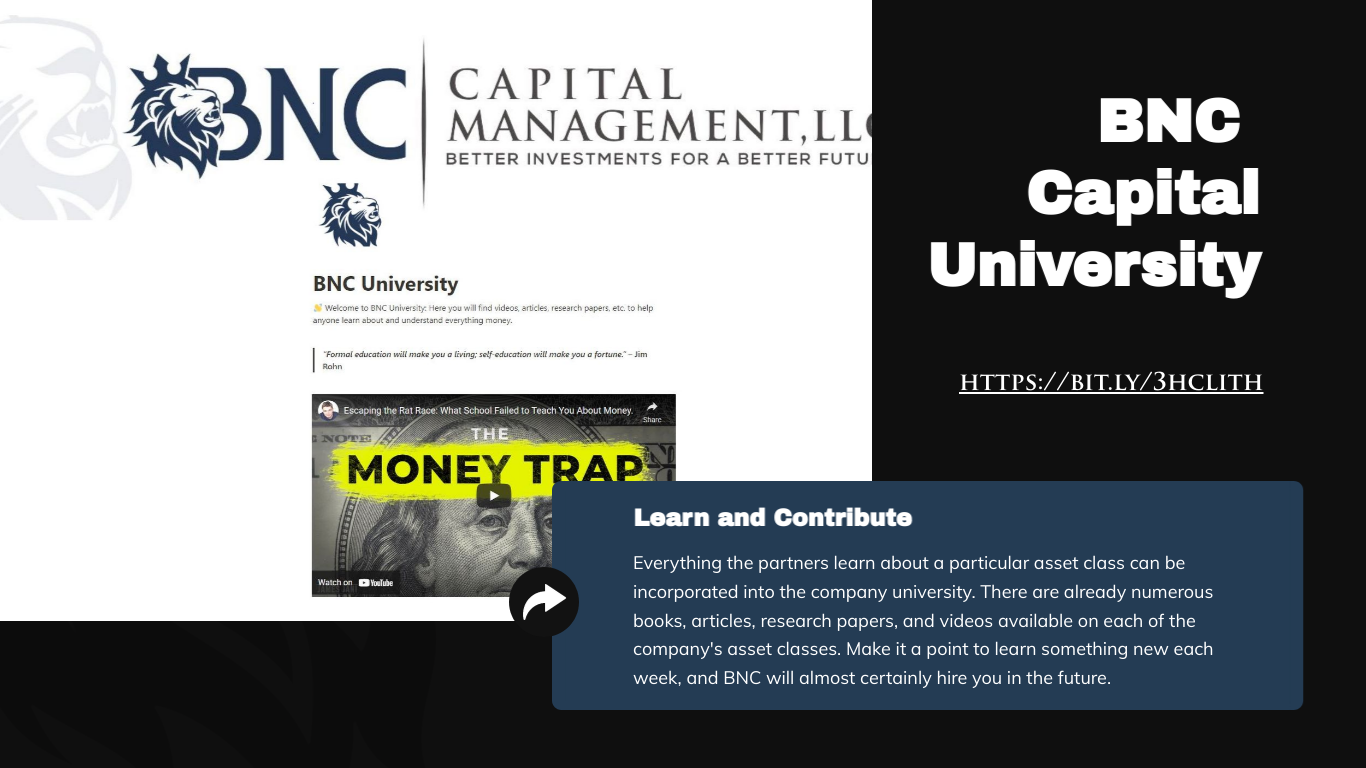 BNC
CAPITAL
MANAGEMENT, LLC
BETTER INVESTMENTS FOR A BETTER FUTU
BNC University
👋 Welcome to BNC University: Here you will find videos, articles, research papers, etc. to help
anyone learn about and understand everything money.
"Formal education will make you a living; self-education will make you a fortune." – Jim
Rohn
Escaping the Rat Race: What School Failed to Teach You About Money.
Share
NOTE
THE
MONEY TRAP
Watch on YouTube
BNC
Capital
University
HTTPS://BIT.LY/3HCLITH
Learn and Contribute
Everything the partners learn about a particular asset class can be
incorporated into the company university. There are already numerous
books, articles, research papers, and videos available on each of the
company's asset classes. Make it a point to learn something new each
week, and BNC will almost certainly hire you in the future.